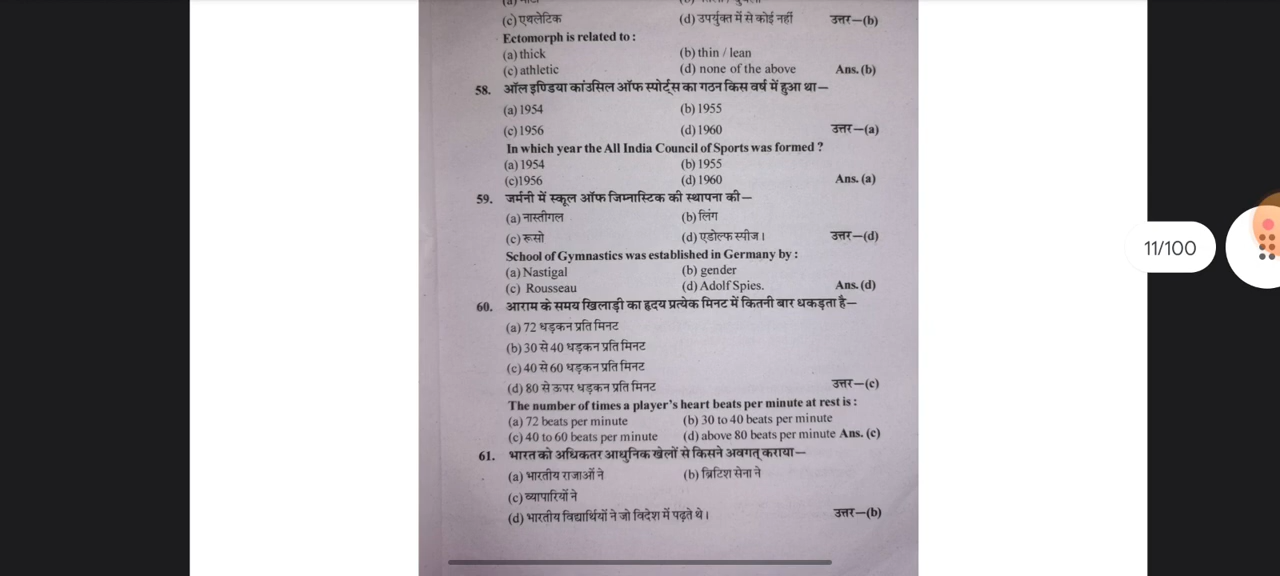 (c) एथलेटिक (d) उपर्युक्त में से कोई नहीं उत्तर–(b)
Ectomorph is related to :
(a) thick (b) thin / lean
(c) athletic (d) none of the above Ans. (b)
58. ऑल इण्डिया कांउसिल ऑफ स्पोर्ट्स का गठन किस वर्ष में हुआ था–
(a) 1954 (b) 1955
(c) 1956 (d) 1960 उत्तर–(a)
In which year the All India Council of Sports was formed ?
(a) 1954 (b) 1955
(c)1956 (d) 1960 Ans. (a)
59. जर्मनी में स्कूल ऑफ जिम्नास्टिक की स्थापना की–
(a) नास्तीगल (b) लिंग
(c) रूसो (d) एडोल्फ स्पीज। उत्तर–(d)
School of Gymnastics was established in Germany by :
(a) Nastigal (b) gender
(c) Rousseau (d) Adolf Spies. Ans. (d)
60. आराम के समय खिलाड़ी का हृदय प्रत्येक मिनट में कितनी बार धकड़ता है–
(a) 72 धड़कन प्रति मिनट
(b) 30 से 40 धड़कन प्रति मिनट
(c) 40 से 60 धड़कन प्रति मिनट
(d) 80 से ऊपर धड़कन प्रति मिनट उत्तर–(c)
The number of times a player's heart beats per minute at rest is :
(a) 72 beats per minute (b) 30 to 40 beats per minute
(c) 40 to 60 beats per minute (d) above 80 beats per minute Ans. (c)
61. भारत को अधिकतर आधुनिक खेलों से किसने अवगत् कराया–
(a) भारतीय राजाओं ने (b) ब्रिटिश सेना ने
(c) व्यापारियों ने
(d) भारतीय विद्यार्थियों ने जो विदेश में पढ़ते थे। उत्तर–(b)
11/100